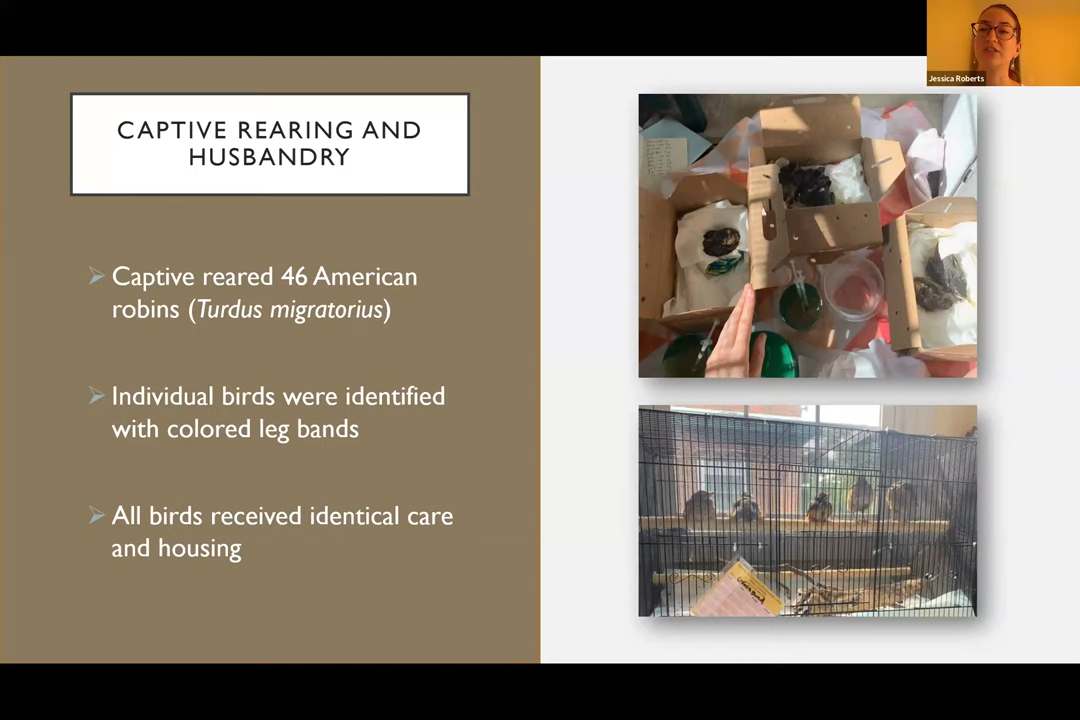 Jessica Roberts
CAPTIVE REARING AND
HUSBANDRY
➢ Captive reared 46 American
robins (Turdus migratorius)
➢ Individual birds were identified
with colored leg bands
➢ All birds received identical care
and housing